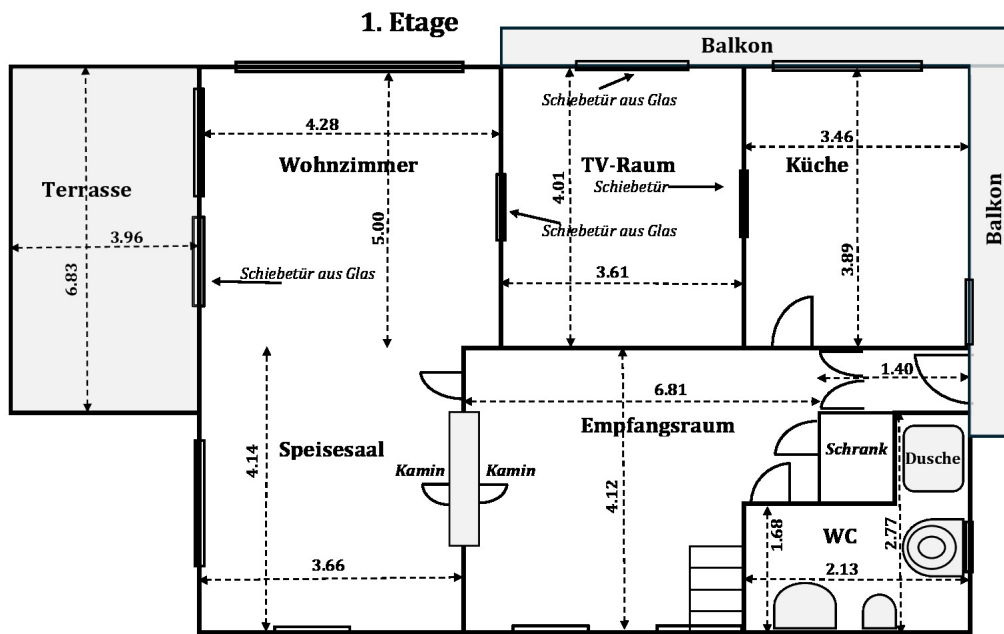 1. Etage
Balkon
Schiebetür aus Glas
4.28
3.46
Wohnzimmer
TV-Raum
Küche
4.01
Terrasse
Schiebetür
Balkon
5.00
Schiebetür aus Glas
3.96
3.89
6.83
Schiebetür aus Glas
3.61
1.40
6.81
Empfangsraum
Speisesaal
Schrank
Dusche
4.14
Kamin
Kamin
4.12
1.68
2.77
WC
3.66
2.13